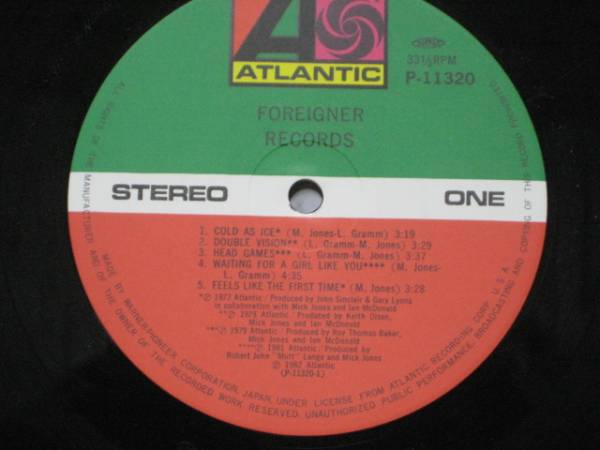 ATLANTIC
33 1/3 RPM
P-11320
FOREIGNER
RECORDS
STEREO
ONE
1. COLD AS ICE* (M. Jones-L. Gramm) 3:19
2. DOUBLE VISION** (L. Gramm-M. Jones) 3:29
3. HEAD GAMES*** (L. Gramm-M. Jones) 3:37
4. WAITING FOR A GIRL LIKE YOU**** (M. Jones-
L. Gramm) 4:35
5. FEELS LIKE THE FIRST TIME* (M. Jones) 3:28
*℗ 1977 Atlantic/Produced by John Sinclair & Gary Lyons
in collaboration with Mick Jones and Ian McDonald
**℗ 1978 Atlantic/Produced by Keith Olsen,
Mick Jones and Ian McDonald
***℗ 1979 Atlantic/Produced by Roy Thomas Baker,
Mick Jones and Ian McDonald
****℗ 1981 Atlantic/Produced by
Robert John "Mutt" Lange and Mick Jones
℗ 1982 Atlantic
(P-11320-1)
MADE BY WARNER-PIONEER CORPORATION, JAPAN, UNDER LICENSE FROM ATLANTIC RECORDING CORP., U.S.A.
ALL RIGHTS OF THE MANUFACTURER AND OF THE OWNER OF THE RECORDED WORK RESERVED. UNAUTHORIZED PUBLIC PERFORMANCE, BROADCASTING AND COPYING OF THIS RECORD PROHIBITED.